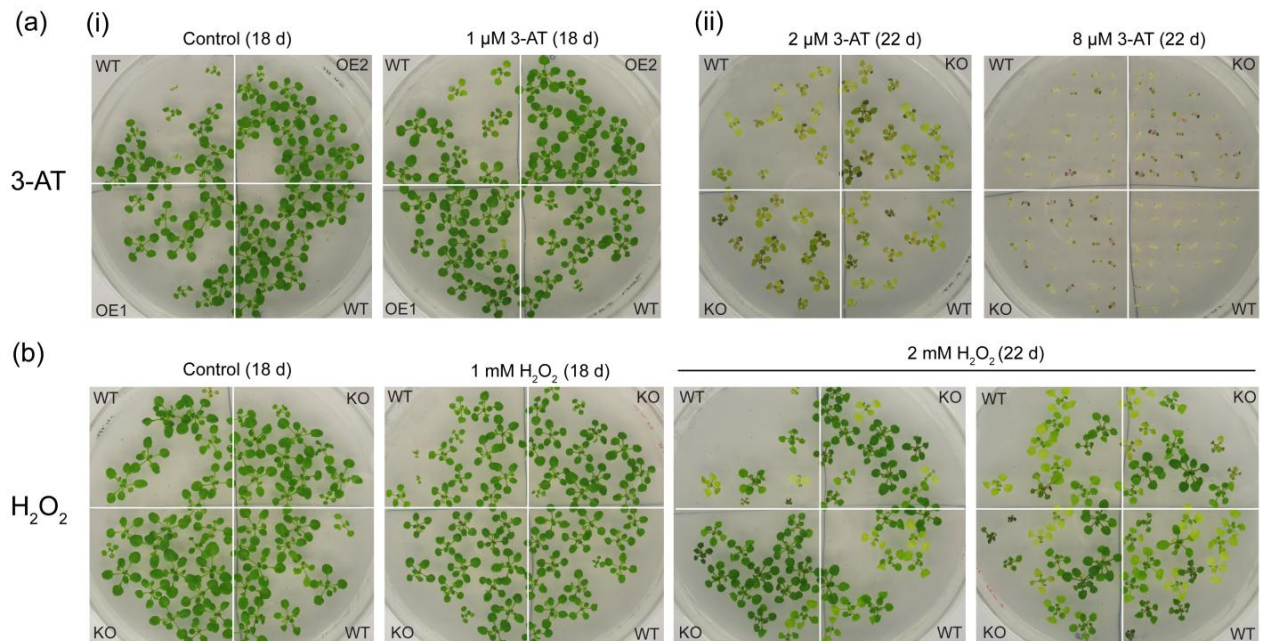 (a) (i) (ii)
Control (18 d) 1 µM 3-AT (18 d) 2 µM 3-AT (22 d) 8 µM 3-AT (22 d)
WT OE2 WT OE2 WT KO WT KO
3-AT
OE1 WT OE1 WT KO WT KO WT
(b)
2 mM H₂O₂ (22 d)
Control (18 d) 1 mM H₂O₂ (18 d)
WT KO WT KO WT KO WT KO
H₂O₂
KO WT KO WT KO WT KO WT